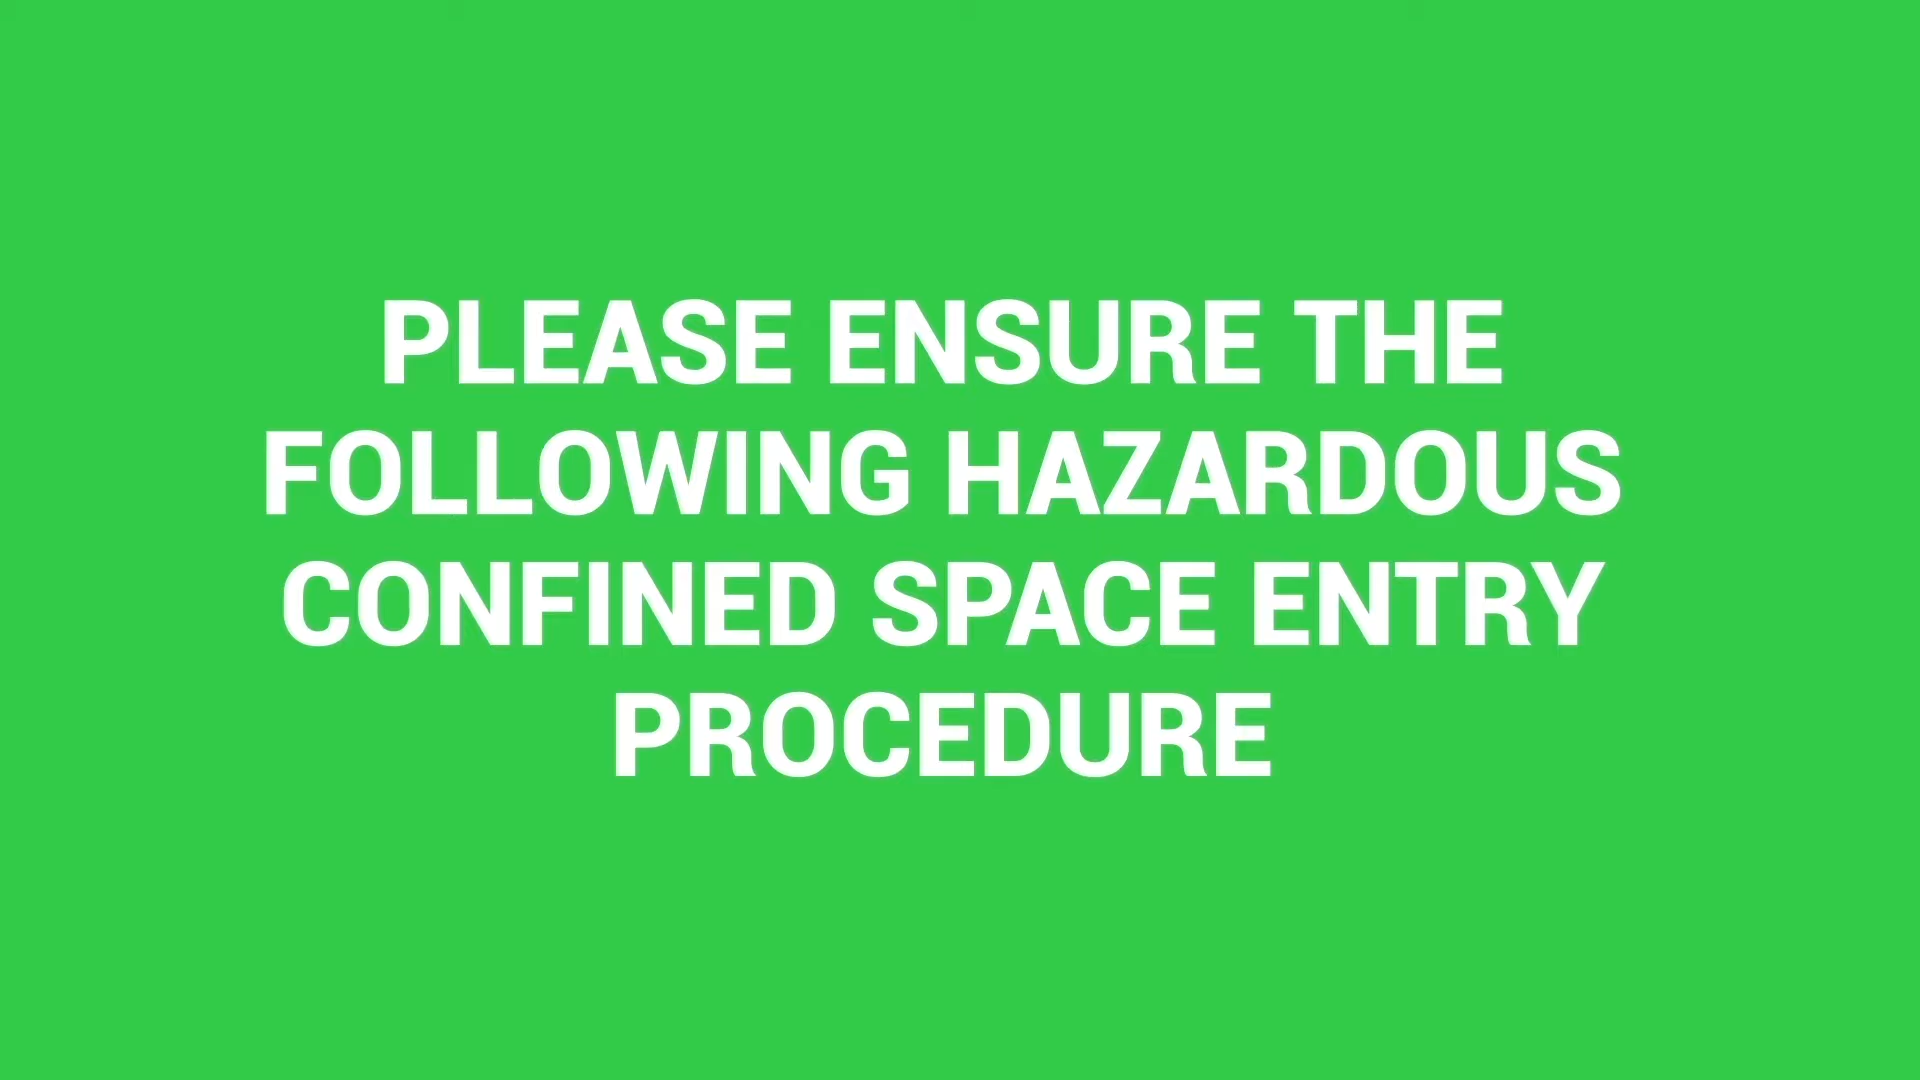 PLEASE ENSURE THE
FOLLOWING HAZARDOUS
CONFINED SPACE ENTRY
PROCEDURE